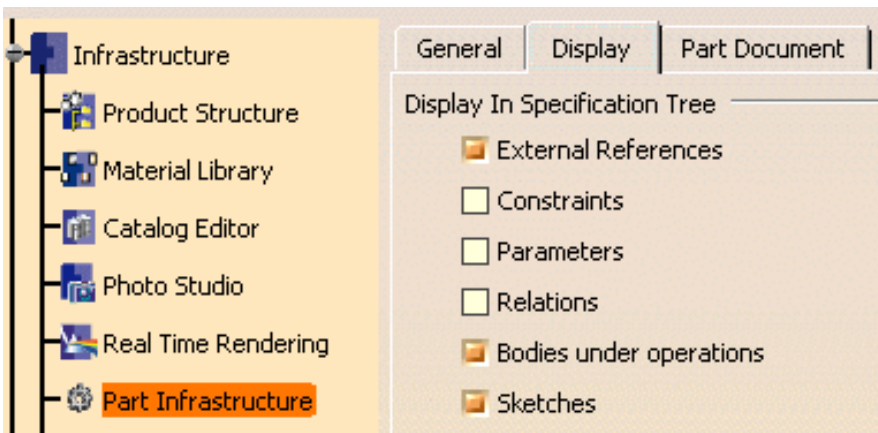 Infrastructure
Product Structure
Material Library
Catalog Editor
Photo Studio
Real Time Rendering
Part Infrastructure
General
Display
Part Document
Display In Specification Tree
External References
Constraints
Parameters
Relations
Bodies under operations
Sketches